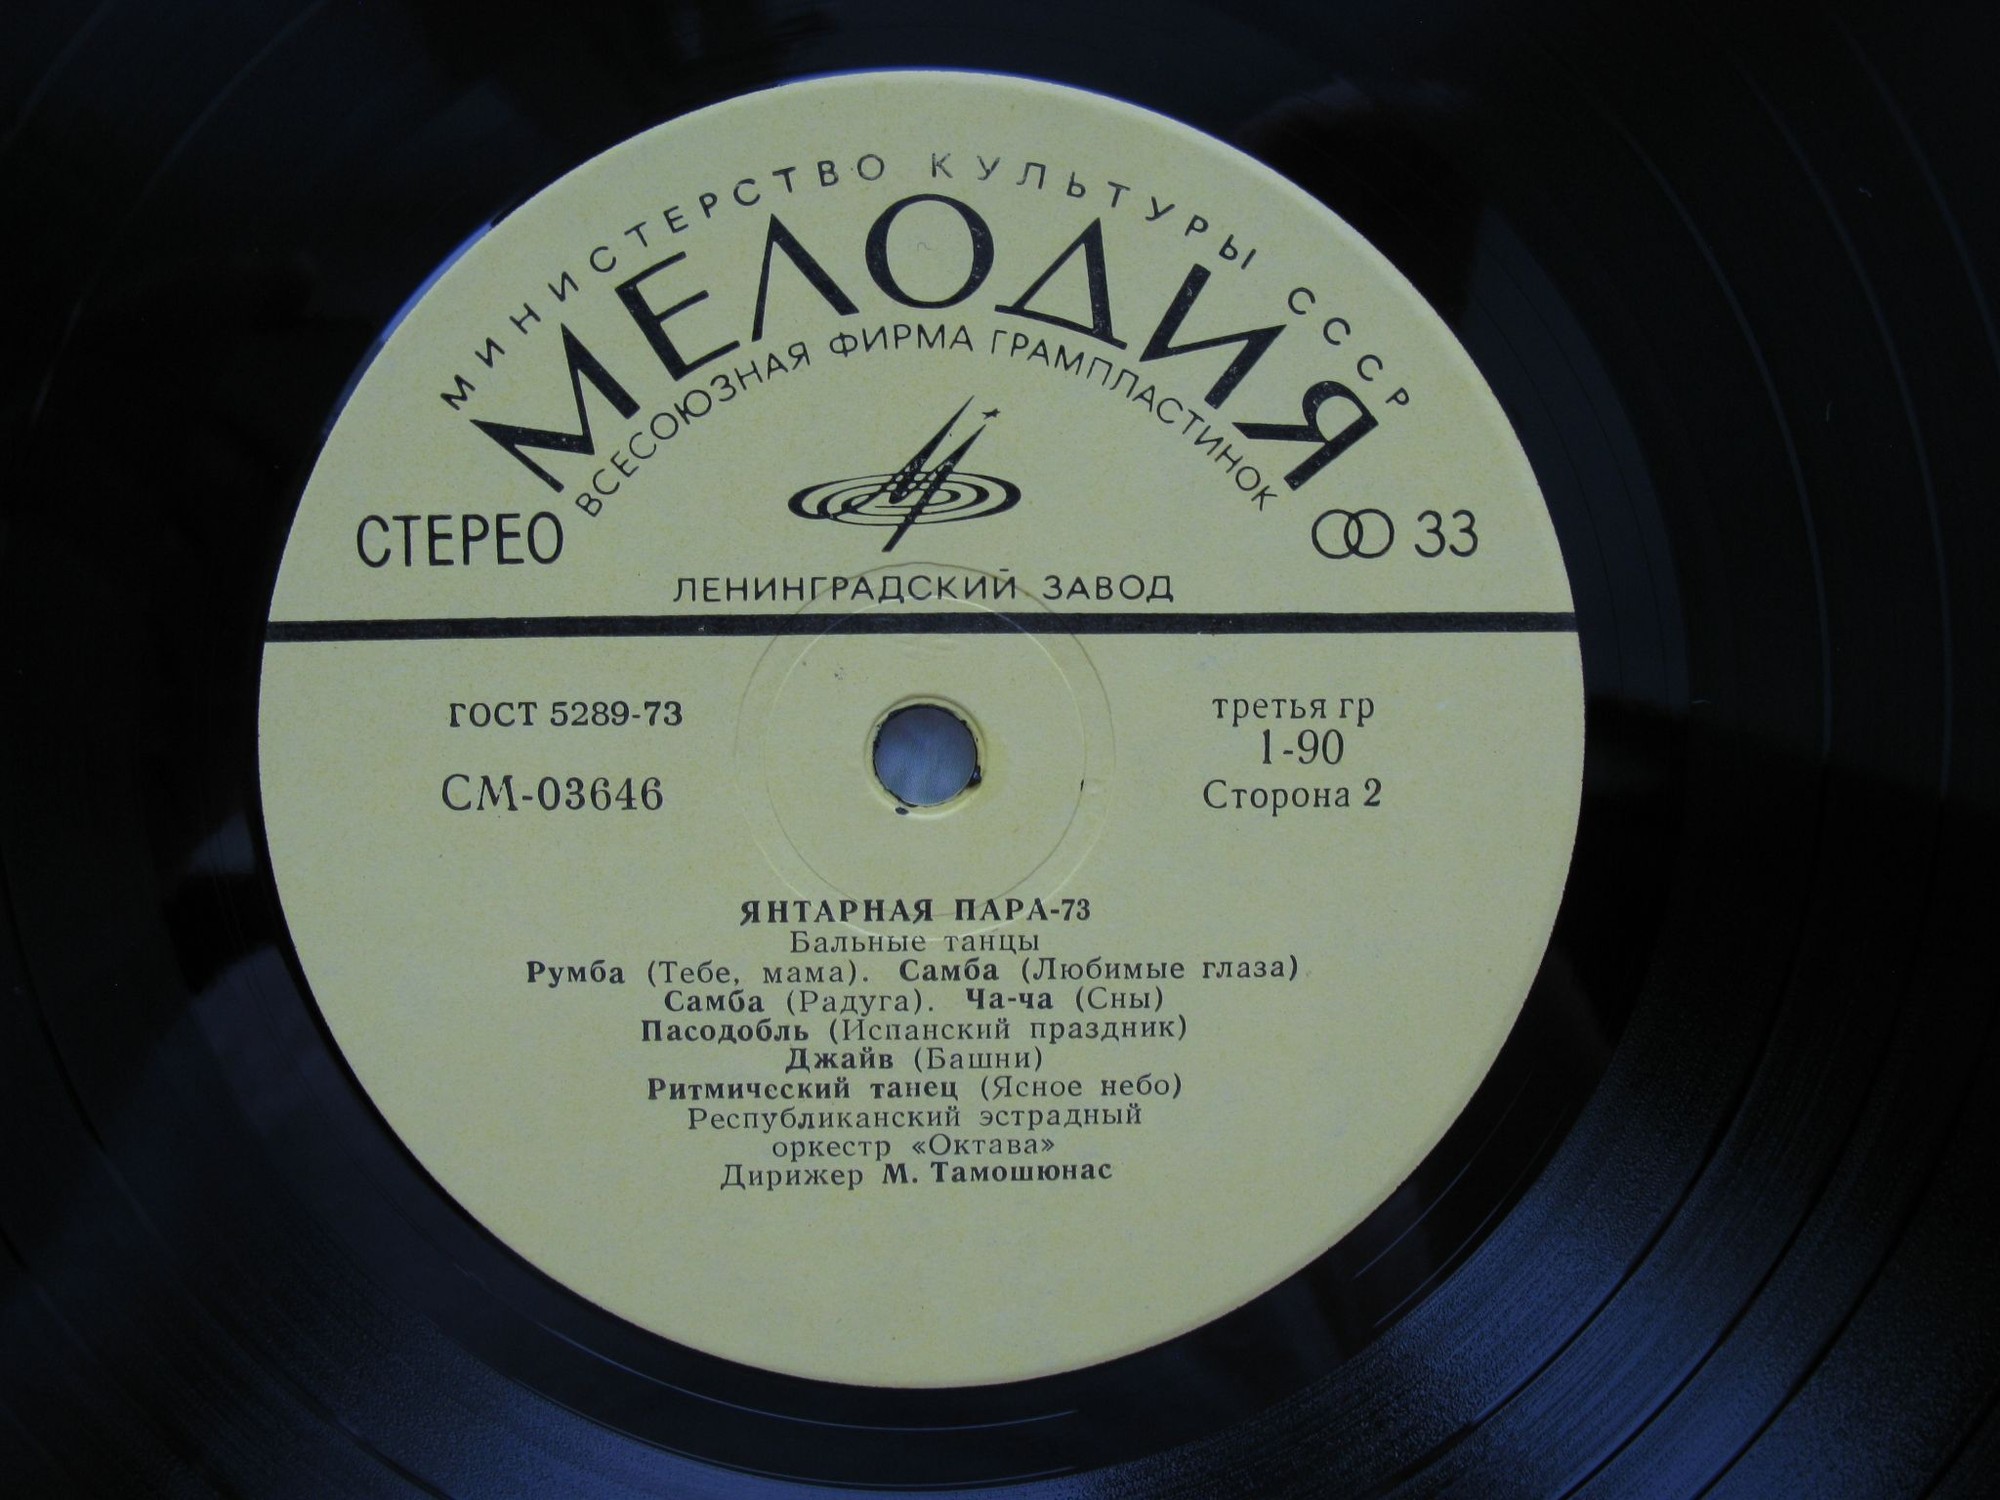 МИНИСТЕРСТВО КУЛЬТУРЫ СССР
МЕЛОДИЯ
ВСЕСОЮЗНАЯ ФИРМА ГРАМПЛАСТИНОК
СТЕРЕО
33
ЛЕНИНГРАДСКИЙ ЗАВОД
ГОСТ 5289-73
третья гр
1-90
СМ-03646
Сторона 2
ЯНТАРНАЯ ПАРА-73
Бальные танцы
Румба (Тебе, мама). Самба (Любимые глаза)
Самба (Радуга). Ча-ча (Сны)
Пасодобль (Испанский праздник)
Джайв (Башни)
Ритмический танец (Ясное небо)
Республиканский эстрадный
оркестр «Октава»
Дирижер М. Тамошюнас